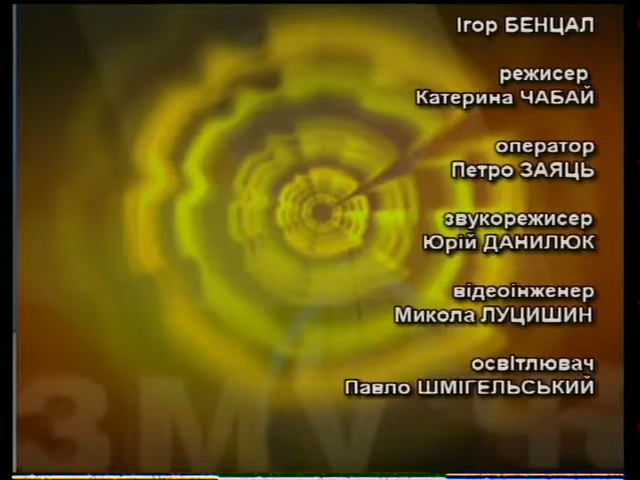 Ігор БЕНЦАЛ
режисер
Катерина ЧАБАЙ
оператор
Петро ЗАЯЦЬ
звукорежисер
Юрій ДАНИЛЮК
відеоінженер
Микола ЛУЦИШИН
освітлювач
Павло ШМІГЕЛЬСЬКИЙ